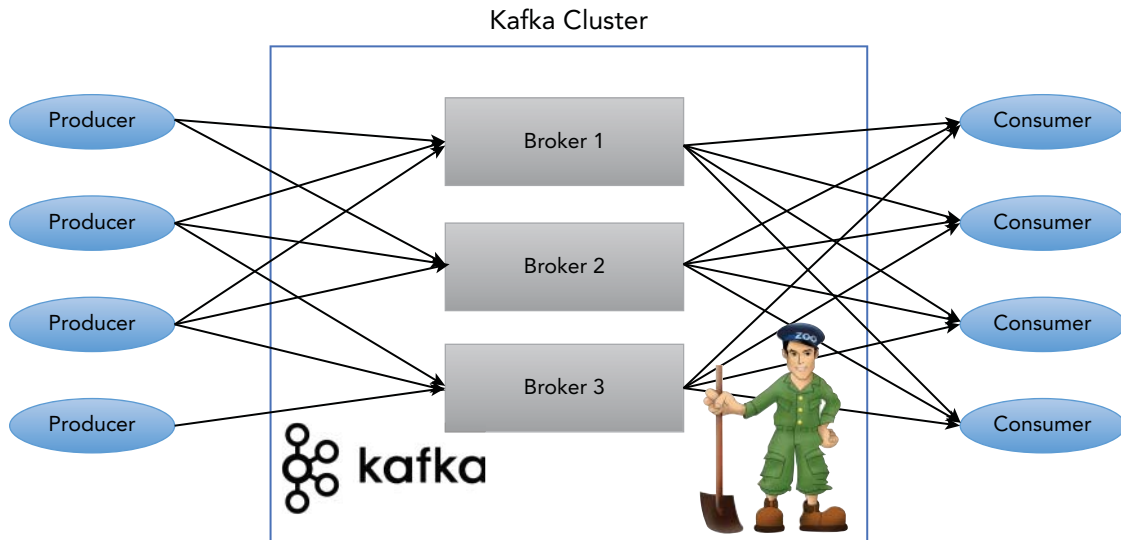 Kafka Cluster
Producer
Producer
Producer
Producer
Broker 1
Broker 2
Broker 3
Consumer
Consumer
Consumer
Consumer
kafka
ZOO